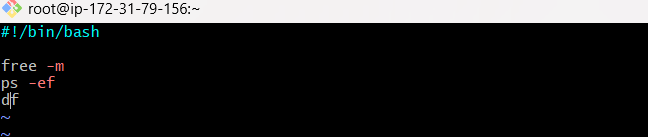 root@ip-172-31-79-156:~
#!/bin/bash
free -m
ps -ef
df
~
~